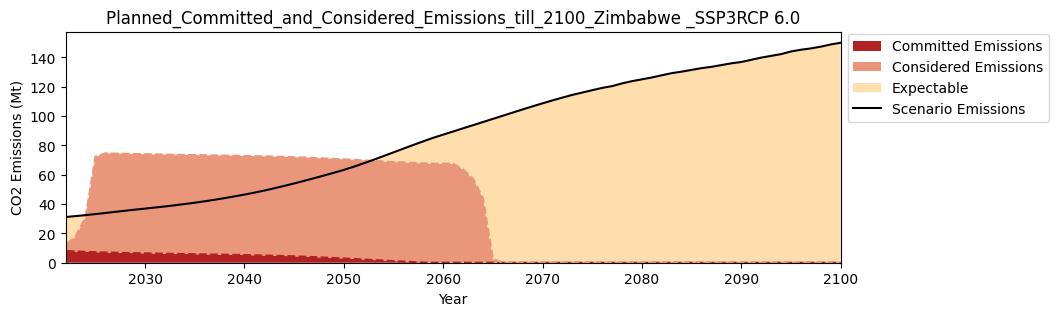 Planned_Committed_and_Considered_Emissions_till_2100_Zimbabwe _SSP3RCP 6.0
CO2 Emissions (Mt)
140
120
100
80
60
40
20
0
2030
2040
2050
2060
2070
2080
2090
2100
Year
Committed Emissions
Considered Emissions
Expectable
Scenario Emissions